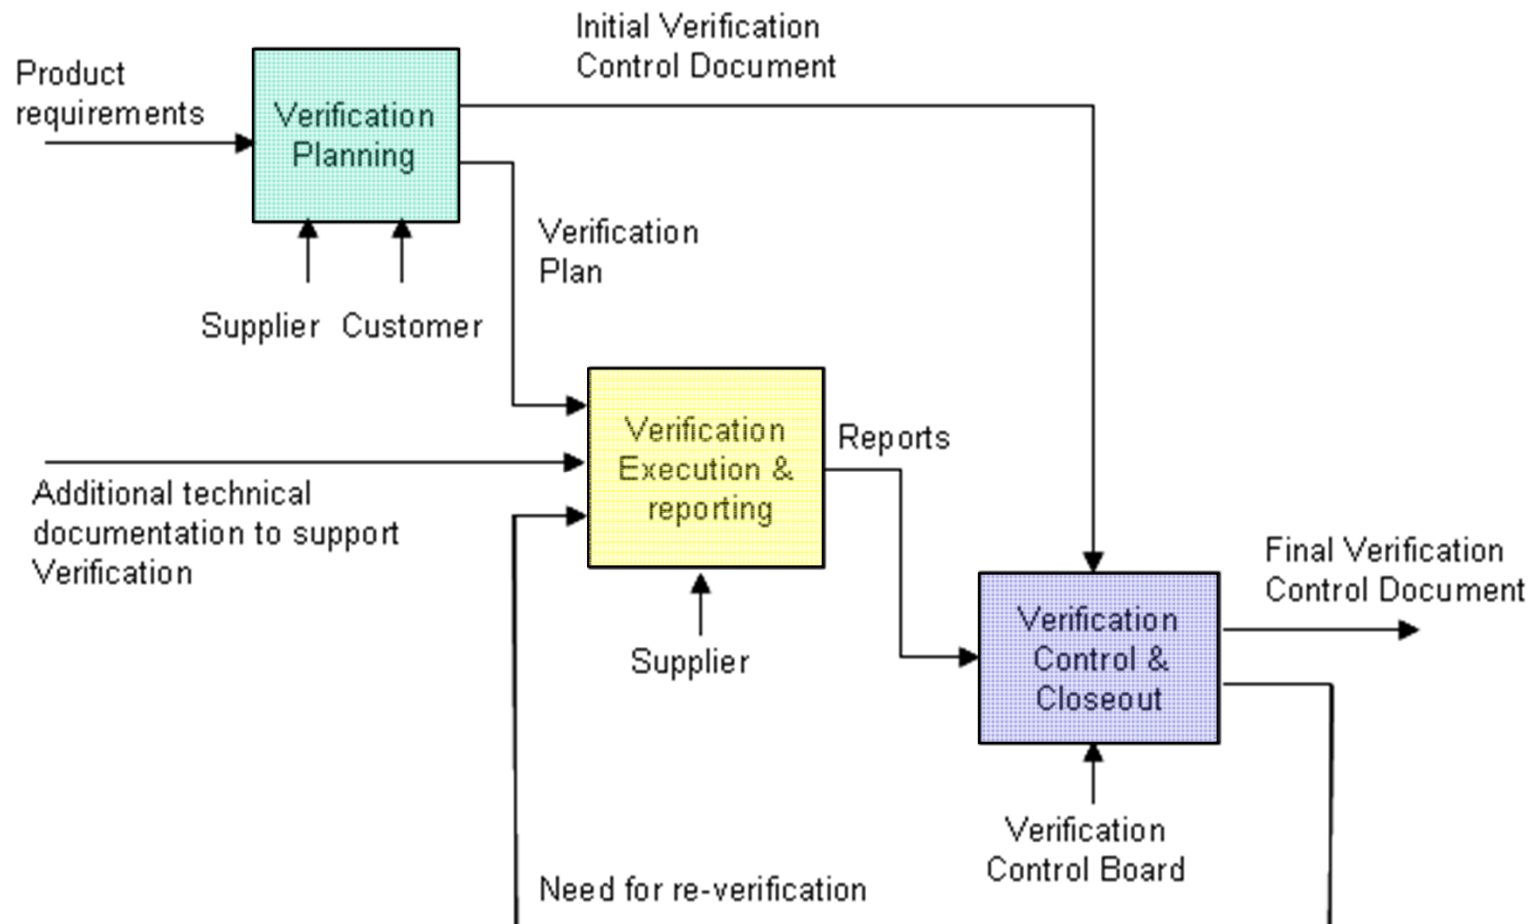 Initial Verification
Control Document
Product
requirements
Verification
Planning
Verification
Plan
Supplier
Customer
Verification
Execution &
reporting
Reports
Additional technical
documentation to support
Verification
Final Verification
Control Document
Verification
Control &
Closeout
Supplier
Verification
Control Board
Need for re-verification